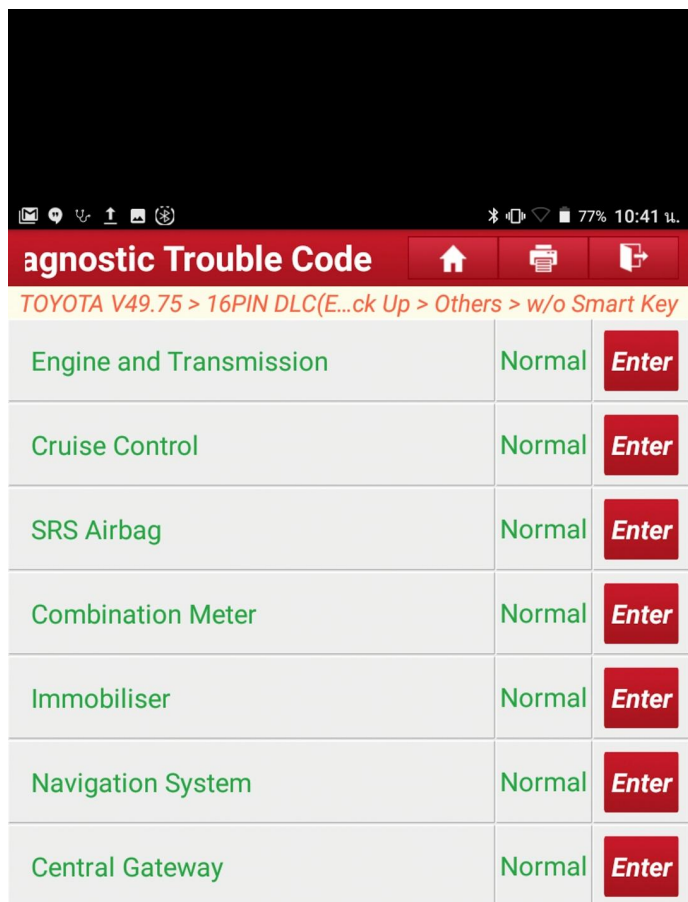 77% 10:41 น.
agnostic Trouble Code
TOYOTA V49.75 > 16PIN DLC(E...ck Up > Others > w/o Smart Key
Engine and Transmission Normal Enter
Cruise Control Normal Enter
SRS Airbag Normal Enter
Combination Meter Normal Enter
Immobiliser Normal Enter
Navigation System Normal Enter
Central Gateway Normal Enter